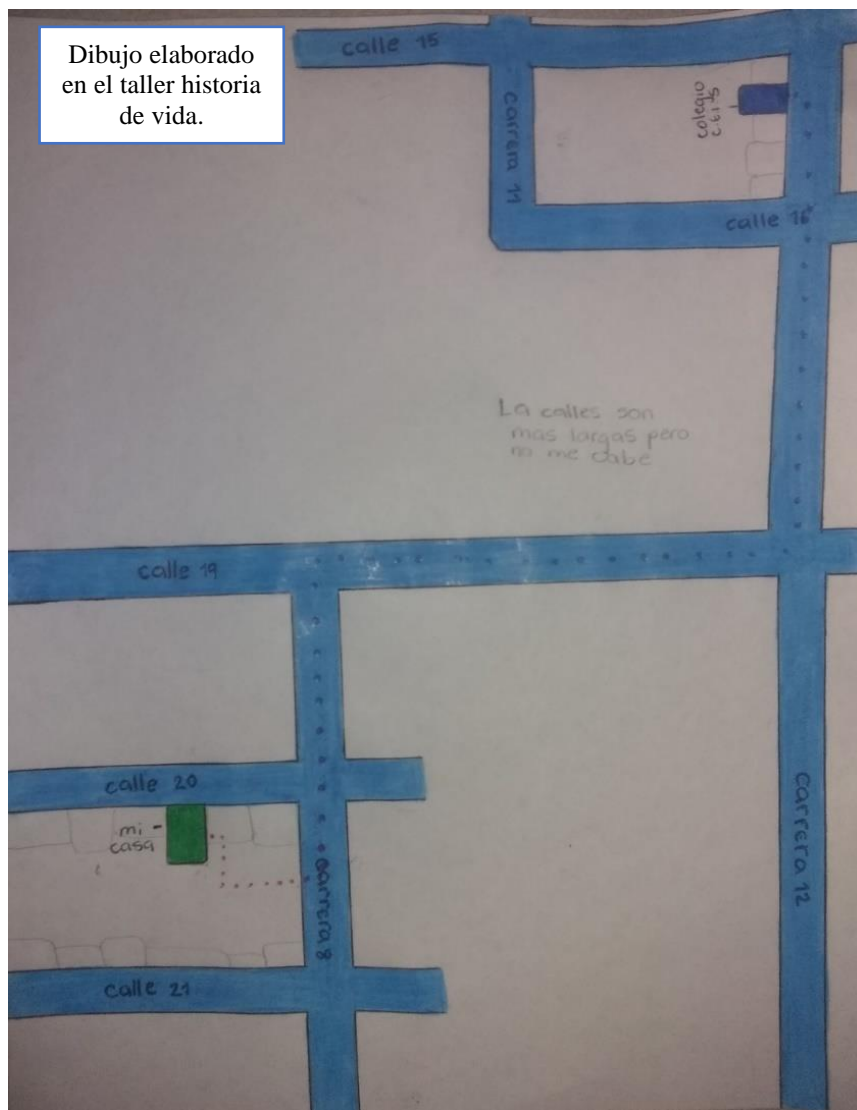 Dibujo elaborado
en el taller historia
de vida.
calle 15
carrera 11
colegio
calle 16
La calles son
mas largas pero
no me cabe
calle 19
calle 20
mi
casa
carrera 8
carrera 12
calle 21